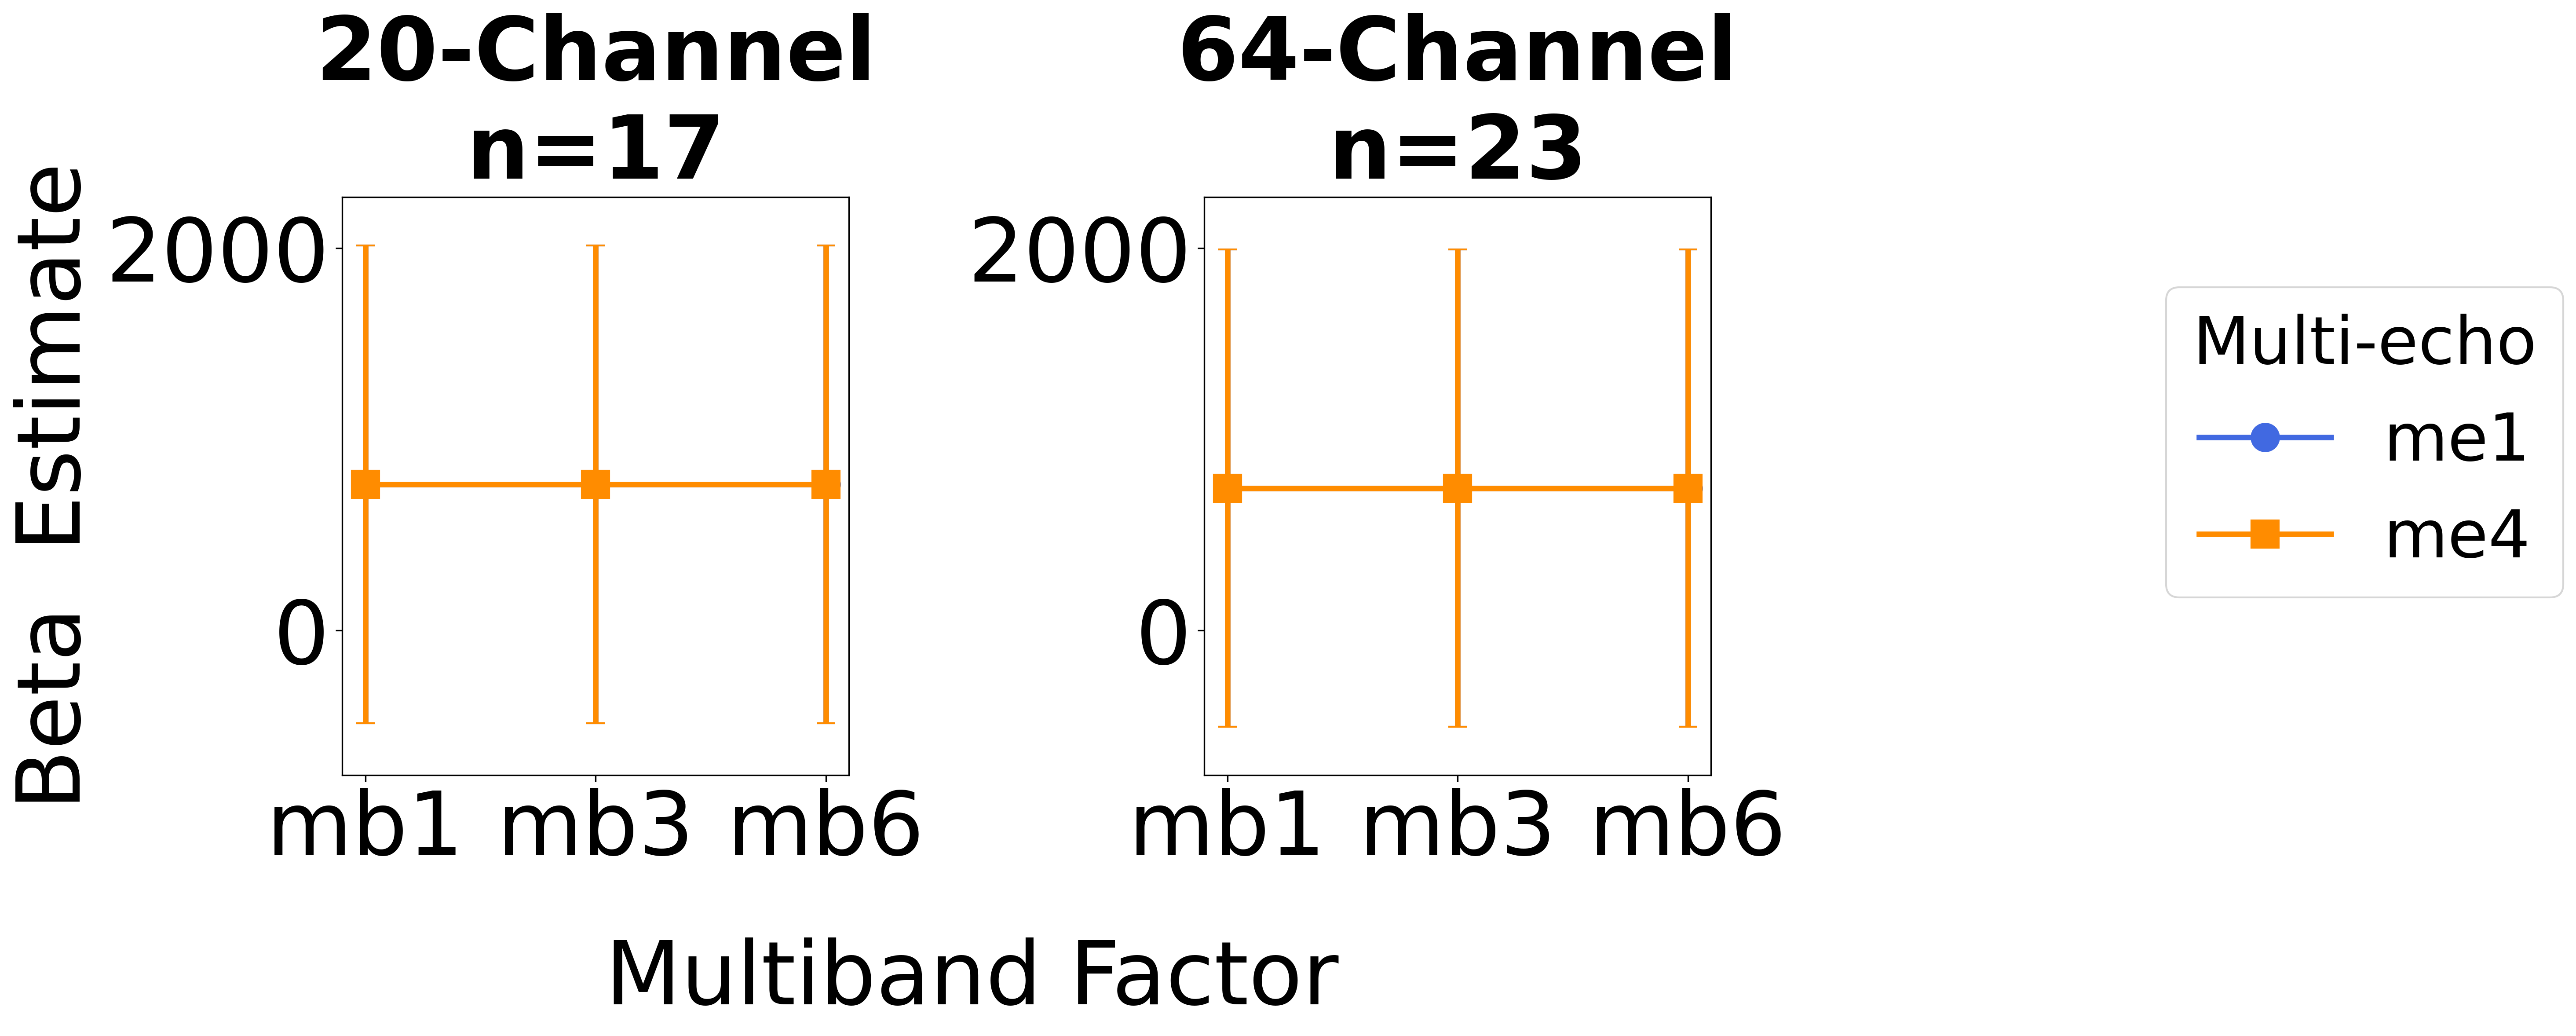 20-Channel
n=17
64-Channel
n=23
Beta Estimate
2000
0
2000
0
mb1 mb3 mb6
mb1 mb3 mb6
Multiband Factor
Multi-echo
me1
me4